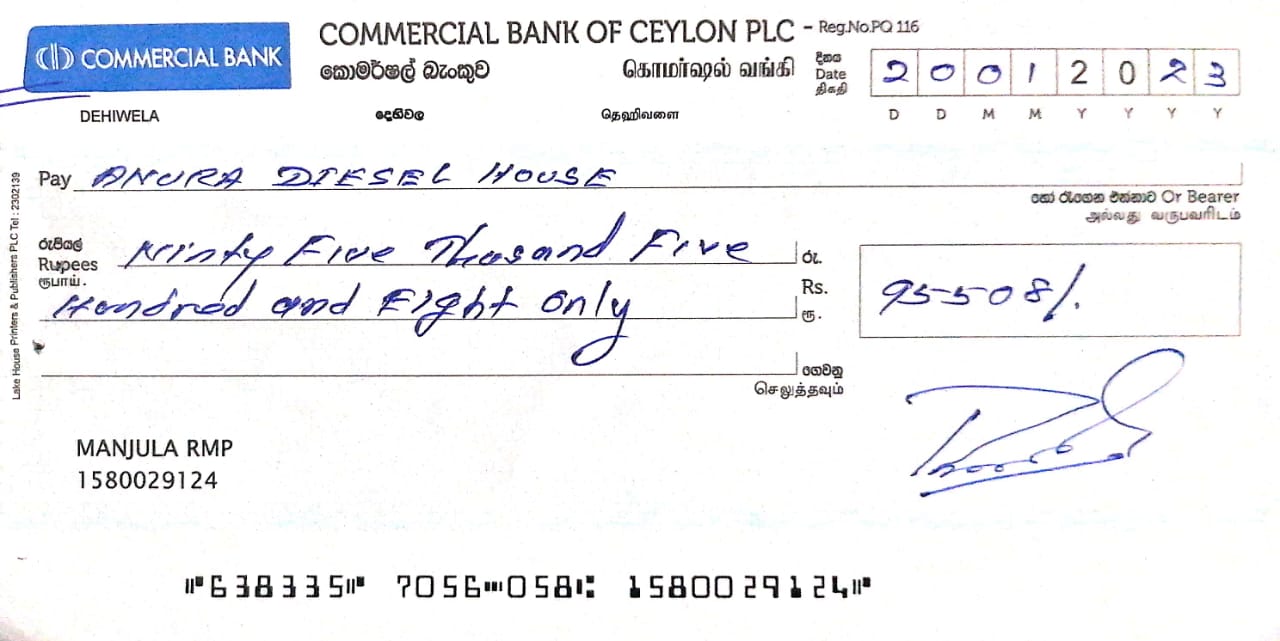 COMMERCIAL BANK
COMMERCIAL BANK OF CEYLON PLC - Reg.No.PQ 116
කොමර්ෂල් බැංකුව கொமர்ஷல் வங்கி
දිනය
Date
திகதி
2 0 0 1 2 0 2 3
D D M M Y Y Y Y
DEHIWELA දෙහිවල தெஹிவளை
Pay ANURA DIESEL HOUSE
හෝ රැගෙන එන්නාට Or Bearer
அல்லது வருபவரிடம்
රුපියල්
Rupees
ரூபாய்.
Ninty Five Thosand Five
Hundred and Eight Only
රු.
Rs.
ரூ.
95508/.
ගෙවනු
செலுத்தவும்
Lake House Printers & Publishers PLC Tel : 2302139
MANJULA RMP
1580029124
⑈638335⑈ 7056⑉058⑆ 1580029124⑈